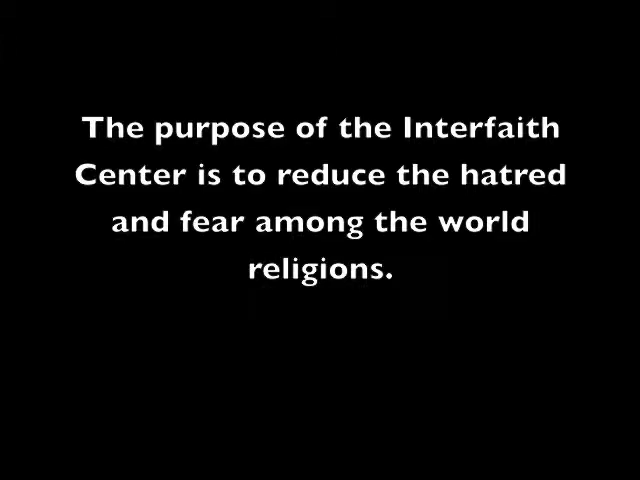 The purpose of the Interfaith
Center is to reduce the hatred
and fear among the world
religions.